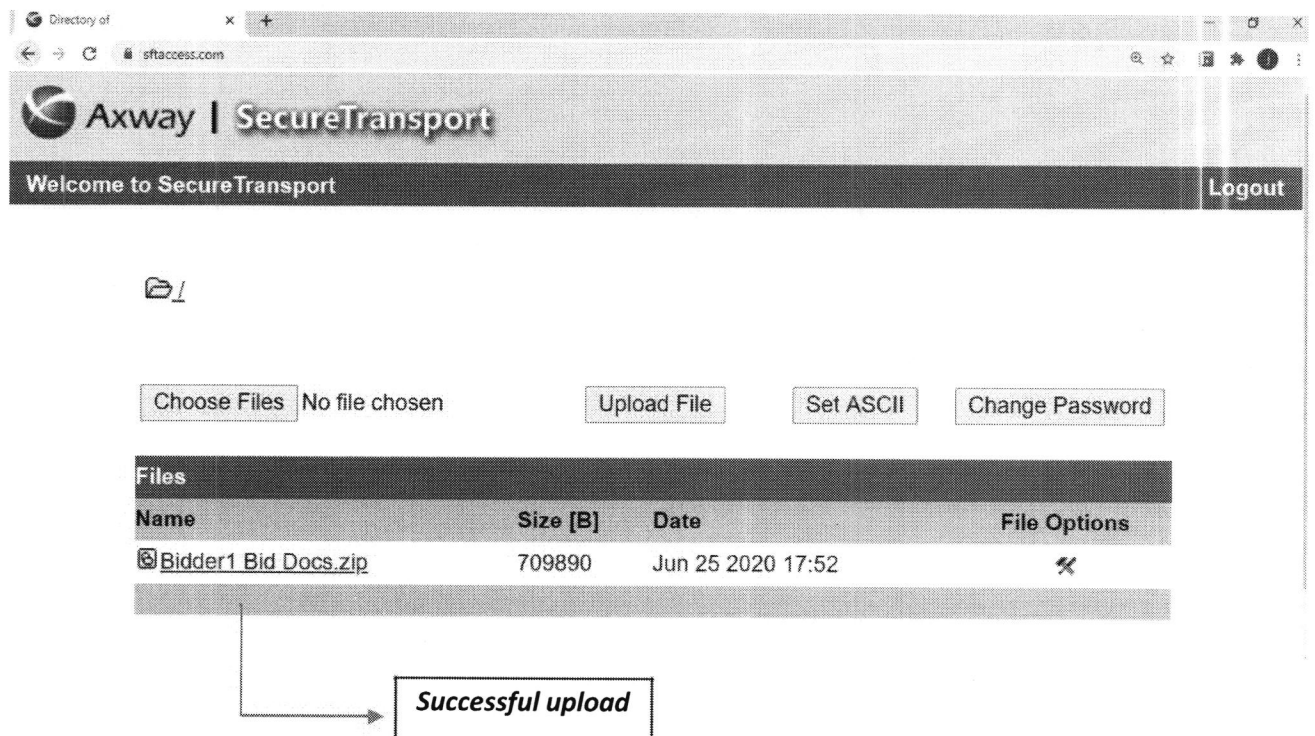 Directory of
sftaccess.com
Axway | SecureTransport
Welcome to SecureTransport Logout
/
Choose Files No file chosen Upload File Set ASCII Change Password
Files
Name Size [B] Date File Options
Bidder1 Bid Docs.zip 709890 Jun 25 2020 17:52
Successful upload